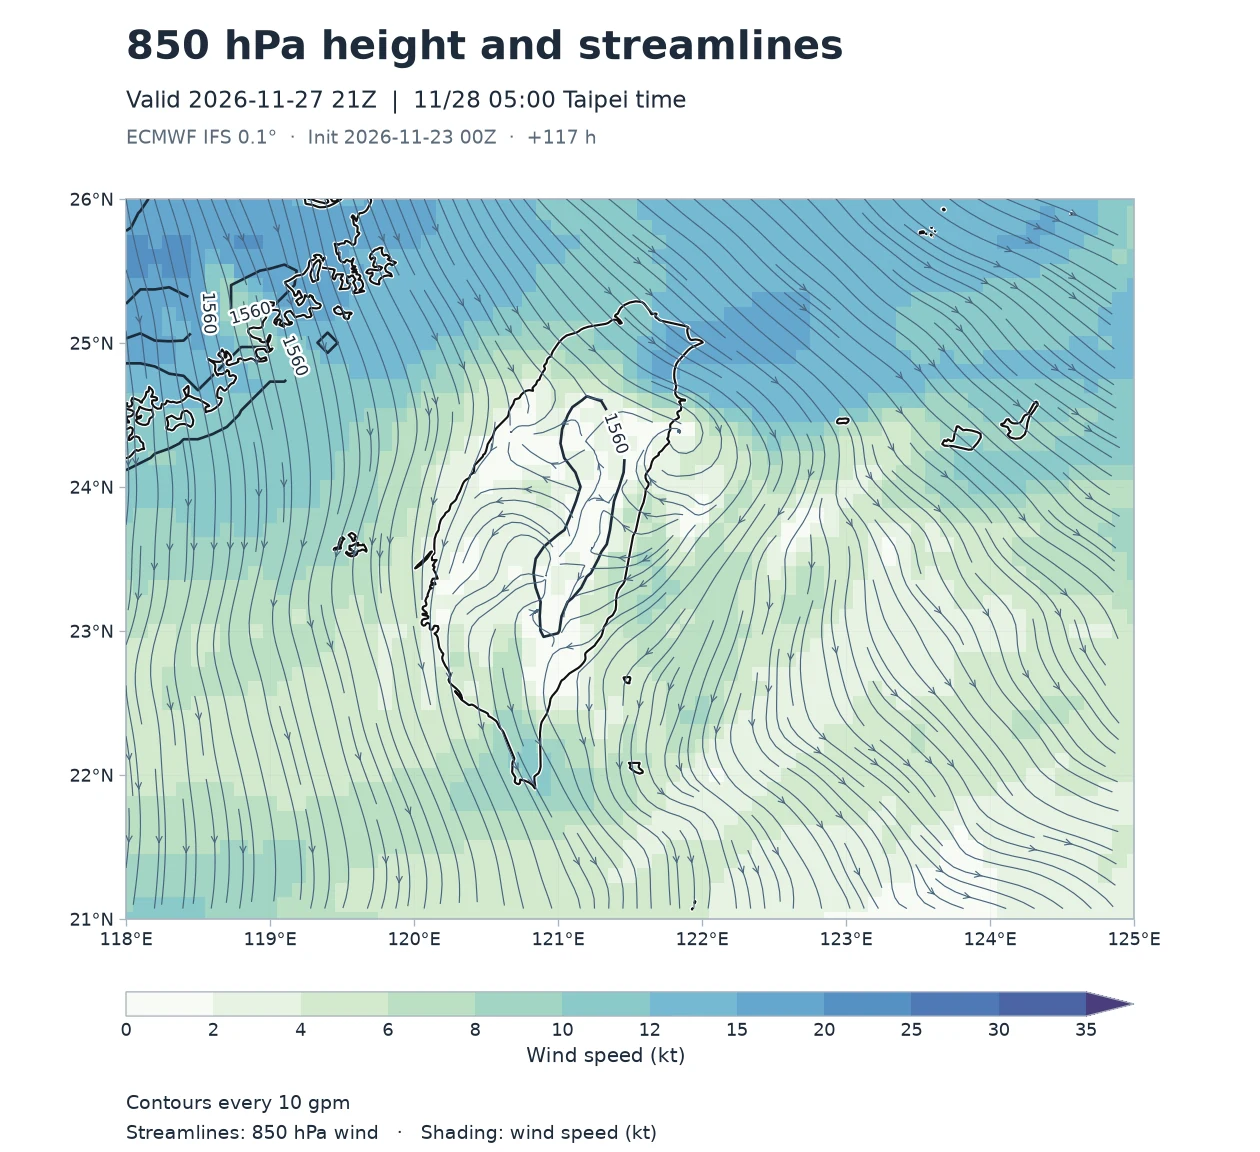 850 hPa height and streamlines
Valid 2026-11-27 21Z | 11/28 05:00 Taipei time
ECMWF IFS 0.1° · Init 2026-11-23 00Z · +117 h
26°N
25°N
24°N
23°N
22°N
21°N
1560
1560
1560
1560
118°E 119°E 120°E 121°E 122°E 123°E 124°E 125°E
0 2 4 6 8 10 12 15 20 25 30 35
Wind speed (kt)
Contours every 10 gpm
Streamlines: 850 hPa wind · Shading: wind speed (kt)